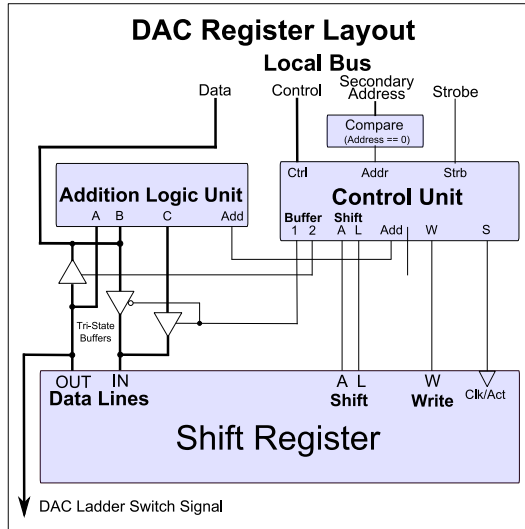 DAC Register Layout
Local Bus
Data
Control
Secondary
Address
Strobe
Compare
(Address == 0)
Ctrl
Addr
Strb
Addition Logic Unit
A B C Add
Control Unit
Buffer Shift
1 2 A L Add W S
Tri-State
Buffers
OUT IN
Data Lines
A L
Shift
W
Write
Clk/Act
Shift Register
DAC Ladder Switch Signal